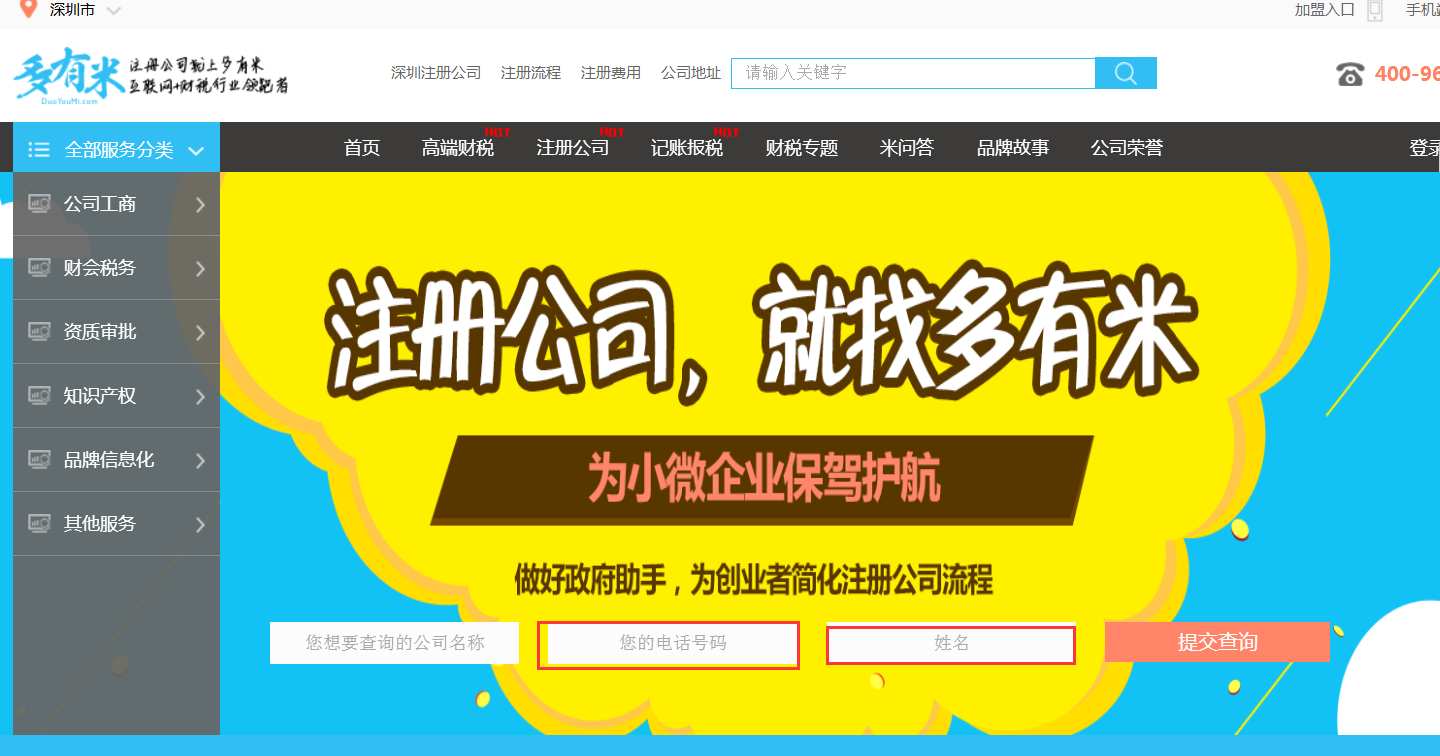 深圳市
加盟入口
手机
多有米
DuoYouMi.com
注册公司就上多有米
互联网+财税行业领跑者
深圳注册公司 注册流程 注册费用 公司地址
请输入关键字
400-96
全部服务分类
首页 高端财税 HOT 注册公司 HOT 记账报税 HOT 财税专题 米问答 品牌故事 公司荣誉
登录
公司工商
财会税务
资质审批
知识产权
品牌信息化
其他服务
注册公司，就找多有米
为小微企业保驾护航
做好政府助手，为创业者简化注册公司流程
您想要查询的公司名称 您的电话号码 姓名 提交查询